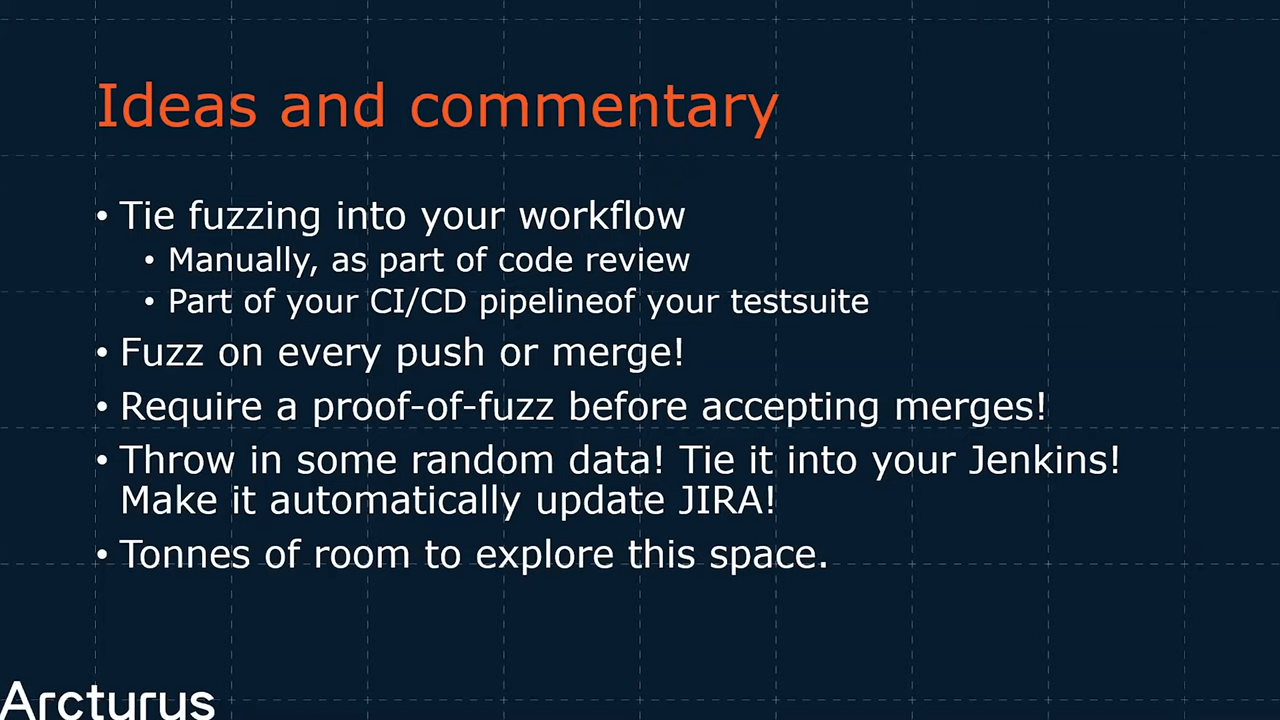 Ideas and commentary
• Tie fuzzing into your workflow
• Manually, as part of code review
• Part of your CI/CD pipelineof your testsuite
• Fuzz on every push or merge!
• Require a proof-of-fuzz before accepting merges!
• Throw in some random data! Tie it into your Jenkins!
Make it automatically update JIRA!
• Tonnes of room to explore this space.
Arcturus